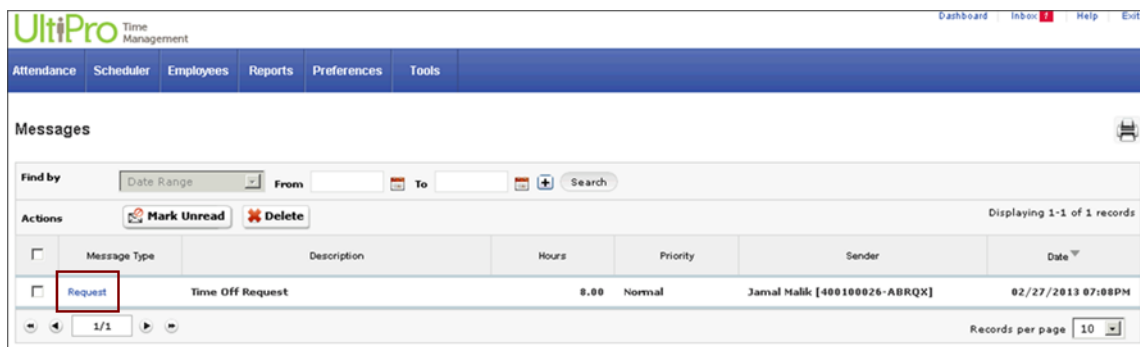 UltiPro Time Management
Dashboard Inbox 1 Help Exit
Attendance Scheduler Employees Reports Preferences Tools
Messages
Find by Date Range From To Search
Actions Mark Unread Delete Displaying 1-1 of 1 records
Message Type Description Hours Priority Sender Date
Request Time Off Request 8.00 Normal Jamal Malik [400100026-ABRQX] 02/27/2013 07:08PM
1/1 Records per page 10